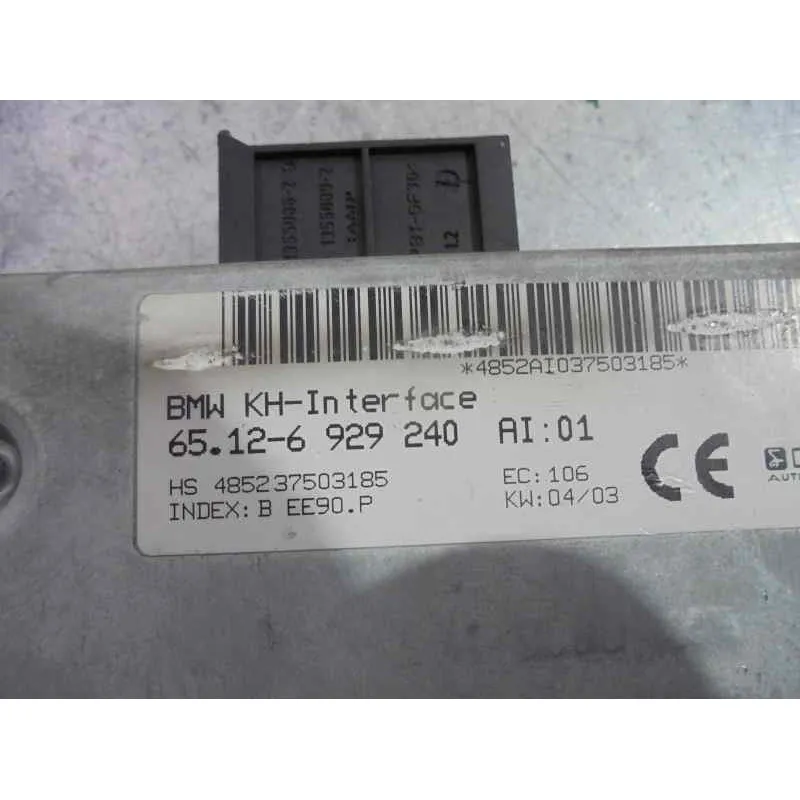 AMP
*4852AI037503185*
BMW KH-Interface
65.12-6 929 240 AI:01
HS 485237503185 EC:106
INDEX: B EE90.P KW:04/03
CE